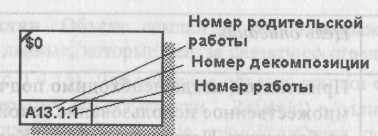 Номер родительской
$0
работы
Номер декомпозиции
Номер работы
A13.1.1